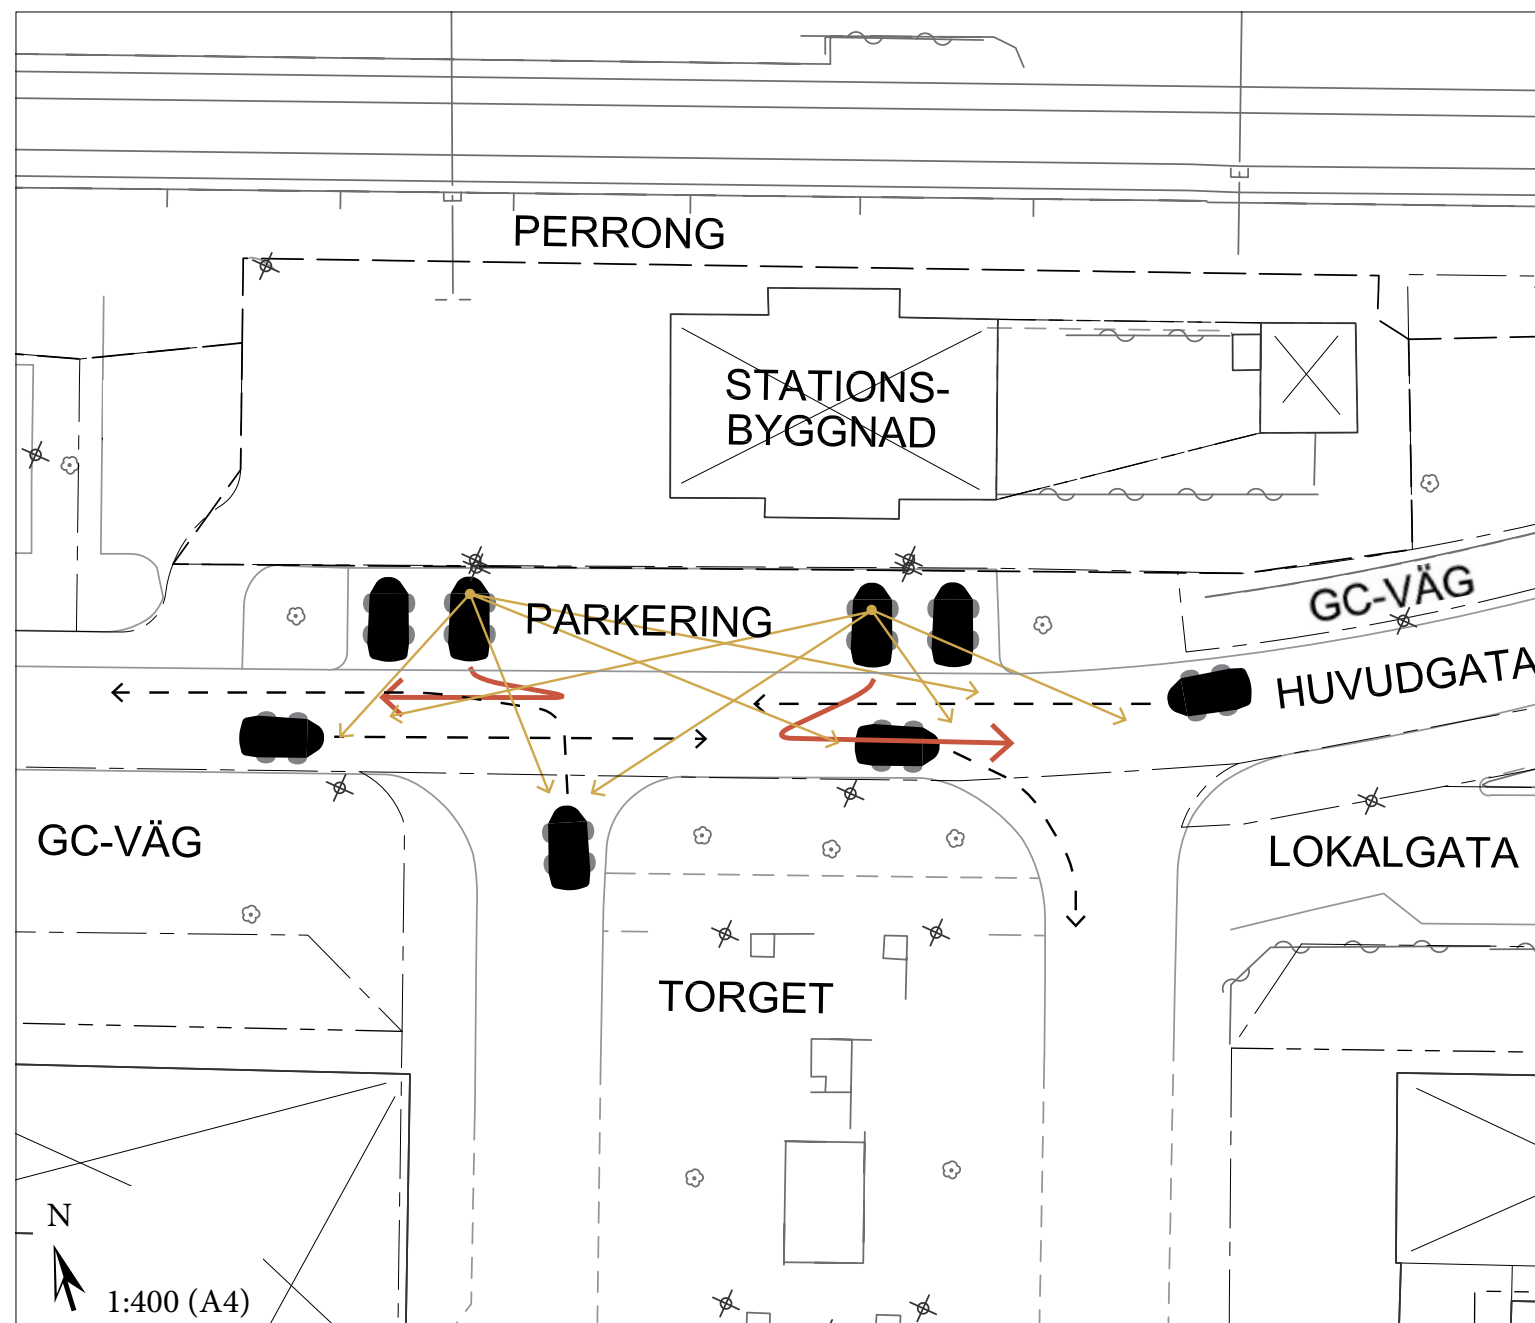 PERRONG
STATIONS-
BYGGNAD
GC-VÄG
PARKERING
HUVUDGATA
GC-VÄG
LOKALGATA
TORGET
N
1:400 (A4)